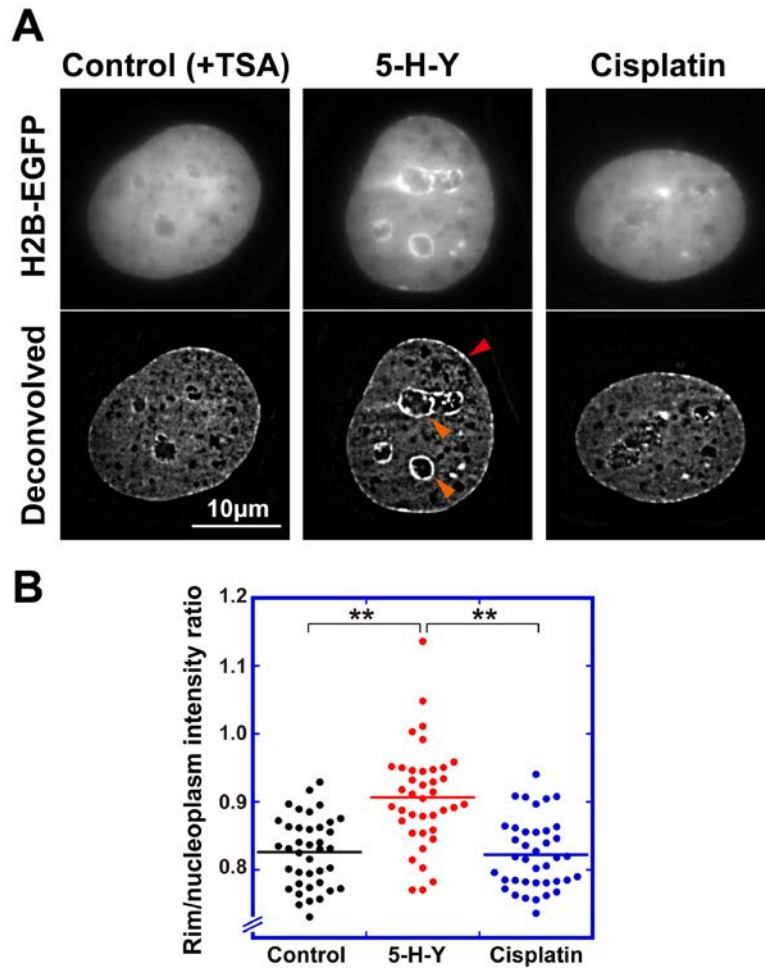 A
Control (+TSA) 5-H-Y Cisplatin
H2B-EGFP
Deconvolved
10μm
B
Rim/nucleoplasm intensity ratio
1.2
** **
1.1
1.0
0.9
0.8
Control 5-H-Y Cisplatin